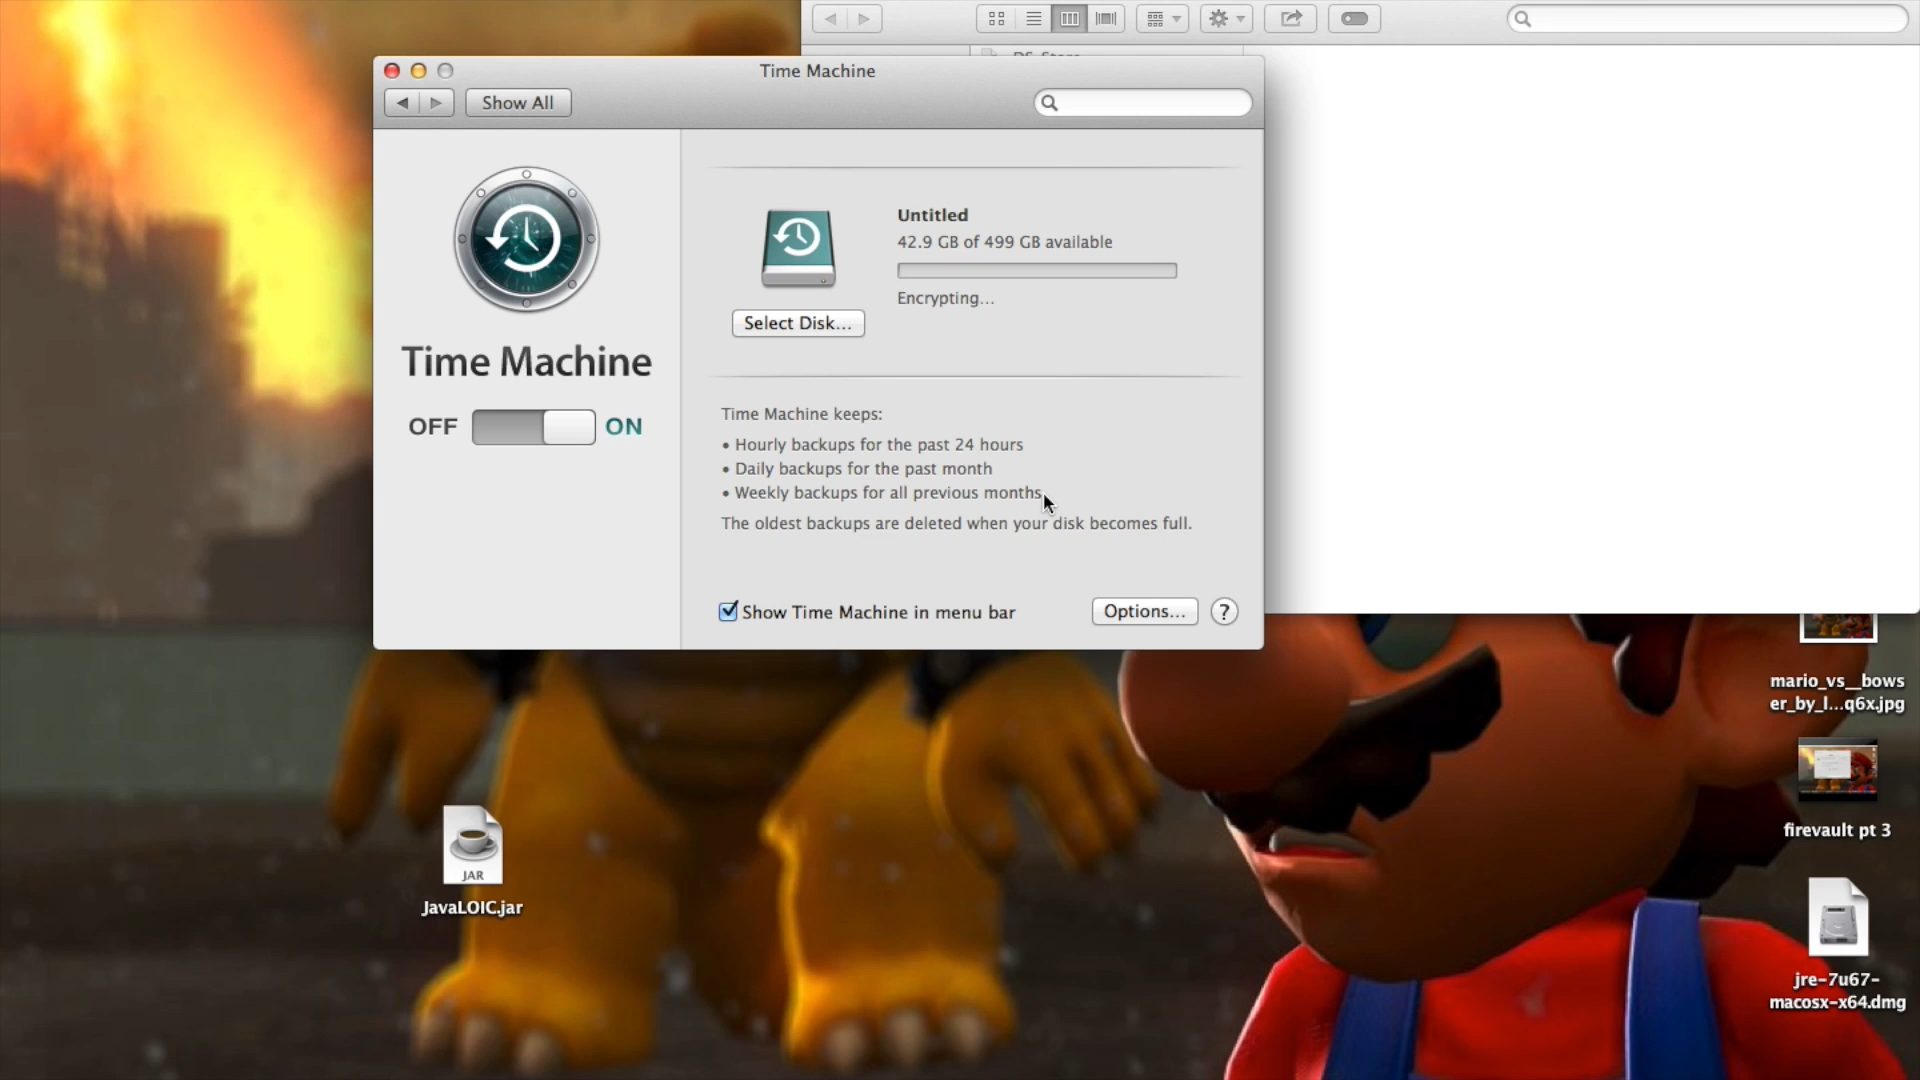 Time Machine
Show All
Time Machine
OFF
ON
Untitled
42.9 GB of 499 GB available
Encrypting...
Select Disk...
Time Machine keeps:
• Hourly backups for the past 24 hours
• Daily backups for the past month
• Weekly backups for all previous months
The oldest backups are deleted when your disk becomes full.
Show Time Machine in menu bar
Options...
?
JAR
JavaLOIC.jar
mario_vs__bows
er_by_l...q6x.jpg
firevault pt 3
jre-7u67-
macosx-x64.dmg